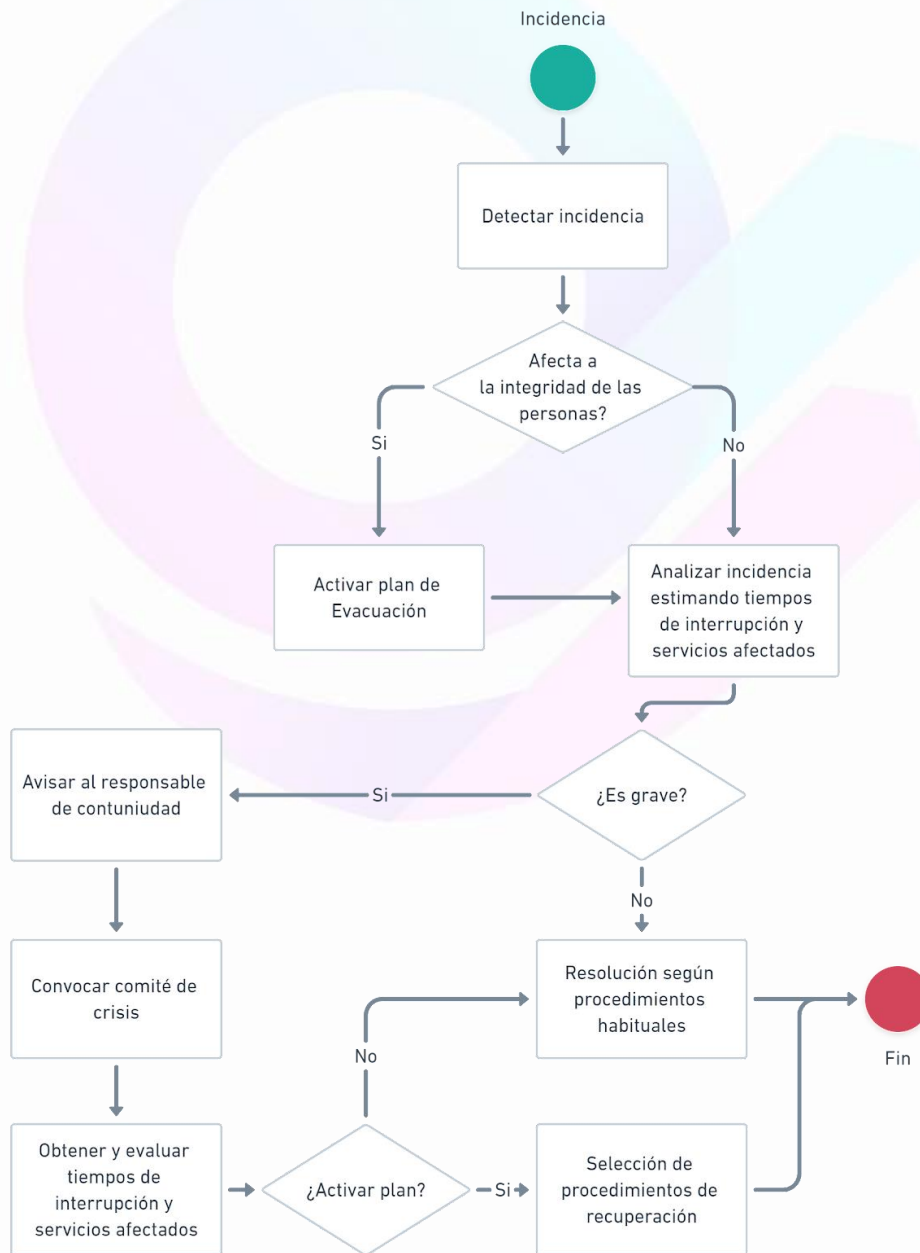 Incidencia
Detectar incidencia
Afecta a
la integridad de las
personas?
Si
No
Activar plan de
Evacuación
Analizar incidencia
estimando tiempos
de interrupción y
servicios afectados
Avisar al responsable
de contuniudad
Si
¿Es grave?
No
Convocar comité de
crisis
Resolución según
procedimientos
habituales
Fin
No
Obtener y evaluar
tiempos de
interrupción y
servicios afectados
¿Activar plan?
Si
Selección de
procedimientos de
recuperación